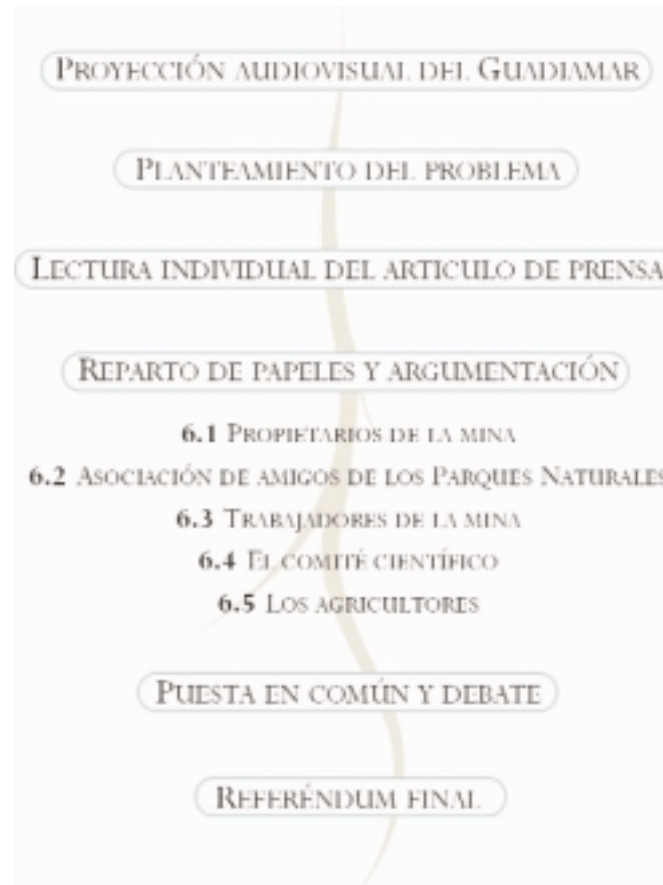 PROYECCIÓN AUDIOVISUAL DEL GUADIAMAR
PLANTEAMIENTO DEL PROBLEMA
LECTURA INDIVIDUAL DEL ARTICULO DE PRENSA
REPARTO DE PAPELES Y ARGUMENTACIÓN
6.1 PROPIETARIOS DE LA MINA
6.2 ASOCIACIÓN DE AMIGOS DE LOS PARQUES NATURALES
6.3 TRABAJADORES DE LA MINA
6.4 EL COMITÉ CIENTÍFICO
6.5 LOS AGRICULTORES
PUESTA EN COMÚN Y DEBATE
REFERÉNDUM FINAL